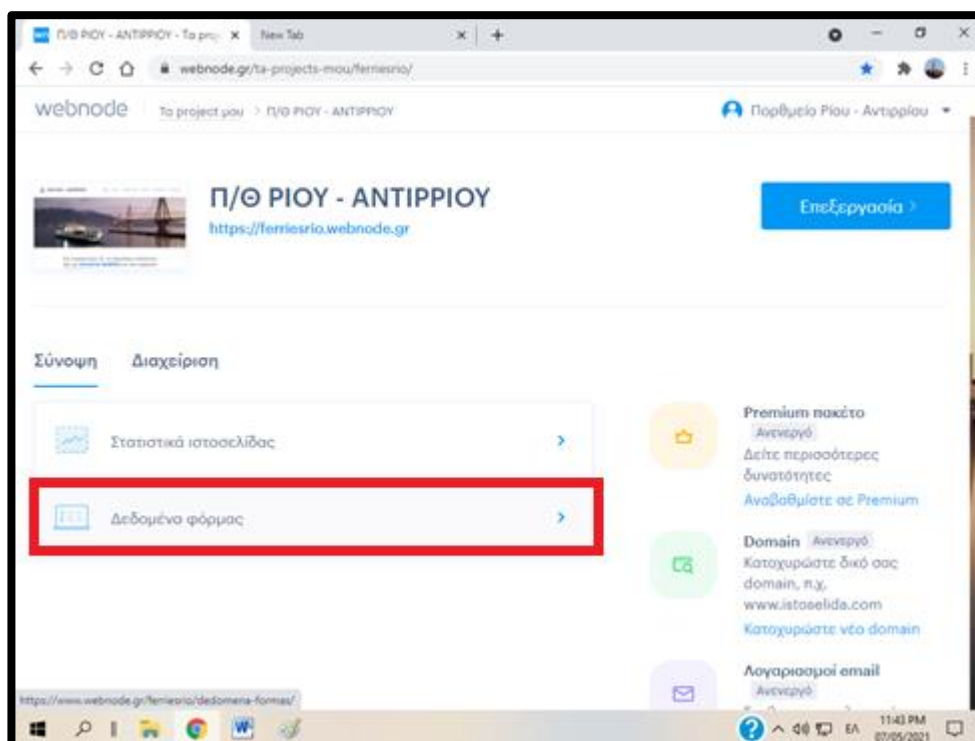 Π/Θ ΡΙΟΥ - ΑΝΤΙΡΡΙΟΥ - Τα proj
New Tab
webnode.gr/ta-projects-mou/ferriesrio/
webnode
Τα project μου > Π/Θ ΡΙΟΥ - ΑΝΤΙΡΡΙΟΥ
Πορθμείο Ρίου - Αντιρρίου
Π/Θ ΡΙΟΥ - ΑΝΤΙΡΡΙΟΥ
https://ferriesrio.webnode.gr
Επεξεργασία >
Σύνοψη
Διαχείριση
Στατιστικά ιστοσελίδας
Δεδομένα φόρμας
Premium πακέτο
Ανενεργό
Δείτε περισσότερες
δυνατότητες
Αναβαθμίστε σε Premium
Domain Ανενεργό
Κατοχυρώστε δικό σας
domain, π.χ.
www.istoselida.com
Κατοχυρώστε νέο domain
Λογαριασμοί email
Ανενεργό
https://www.webnode.gr/ferriesrio/dedomena-formas/
ΕΛ
11:43 PM
07/05/2021